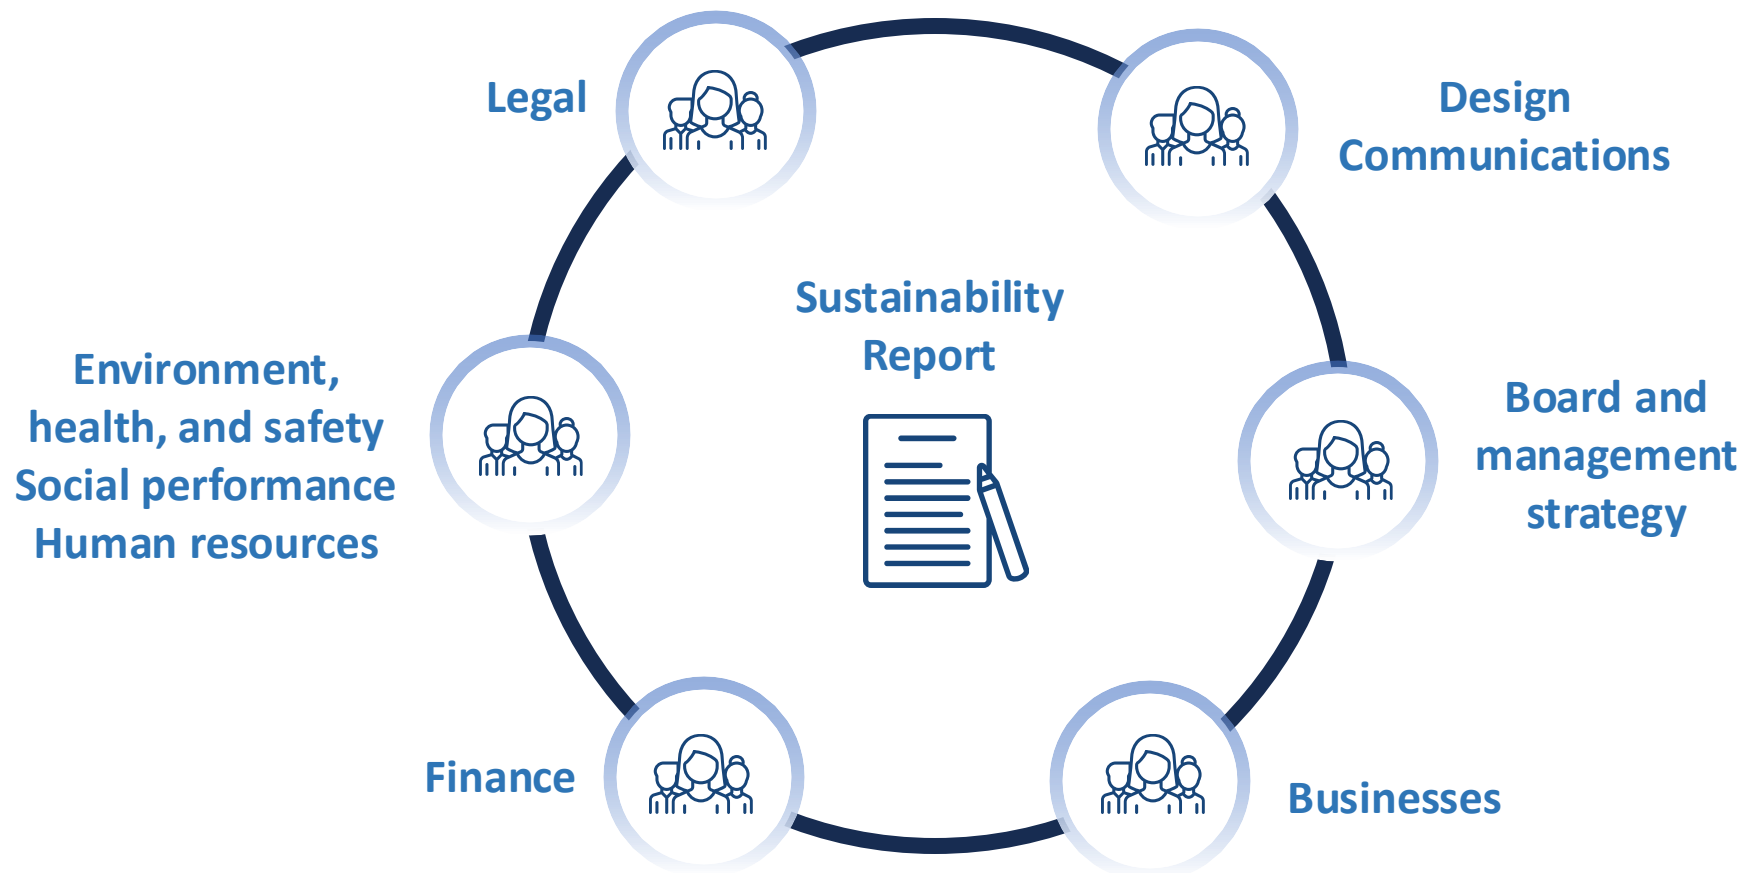 Legal
Design
Communications
Sustainability
Report
Environment,
health, and safety
Social performance
Human resources
Board and
management
strategy
Finance
Businesses